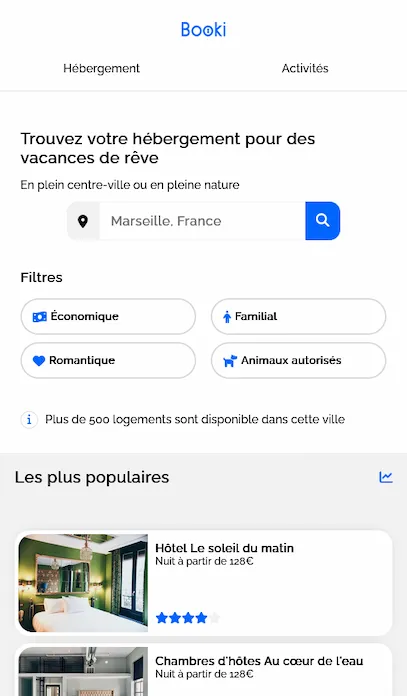 Booki
Hébergement
Activités
Trouvez votre hébergement pour des
vacances de rêve
En plein centre-ville ou en pleine nature
Marseille, France
Filtres
Économique
Familial
Romantique
Animaux autorisés
Plus de 500 logements sont disponible dans cette ville
Les plus populaires
Hôtel Le soleil du matin
Nuit à partir de 128€
Chambres d'hôtes Au cœur de l'eau
Nuit à partir de 128€